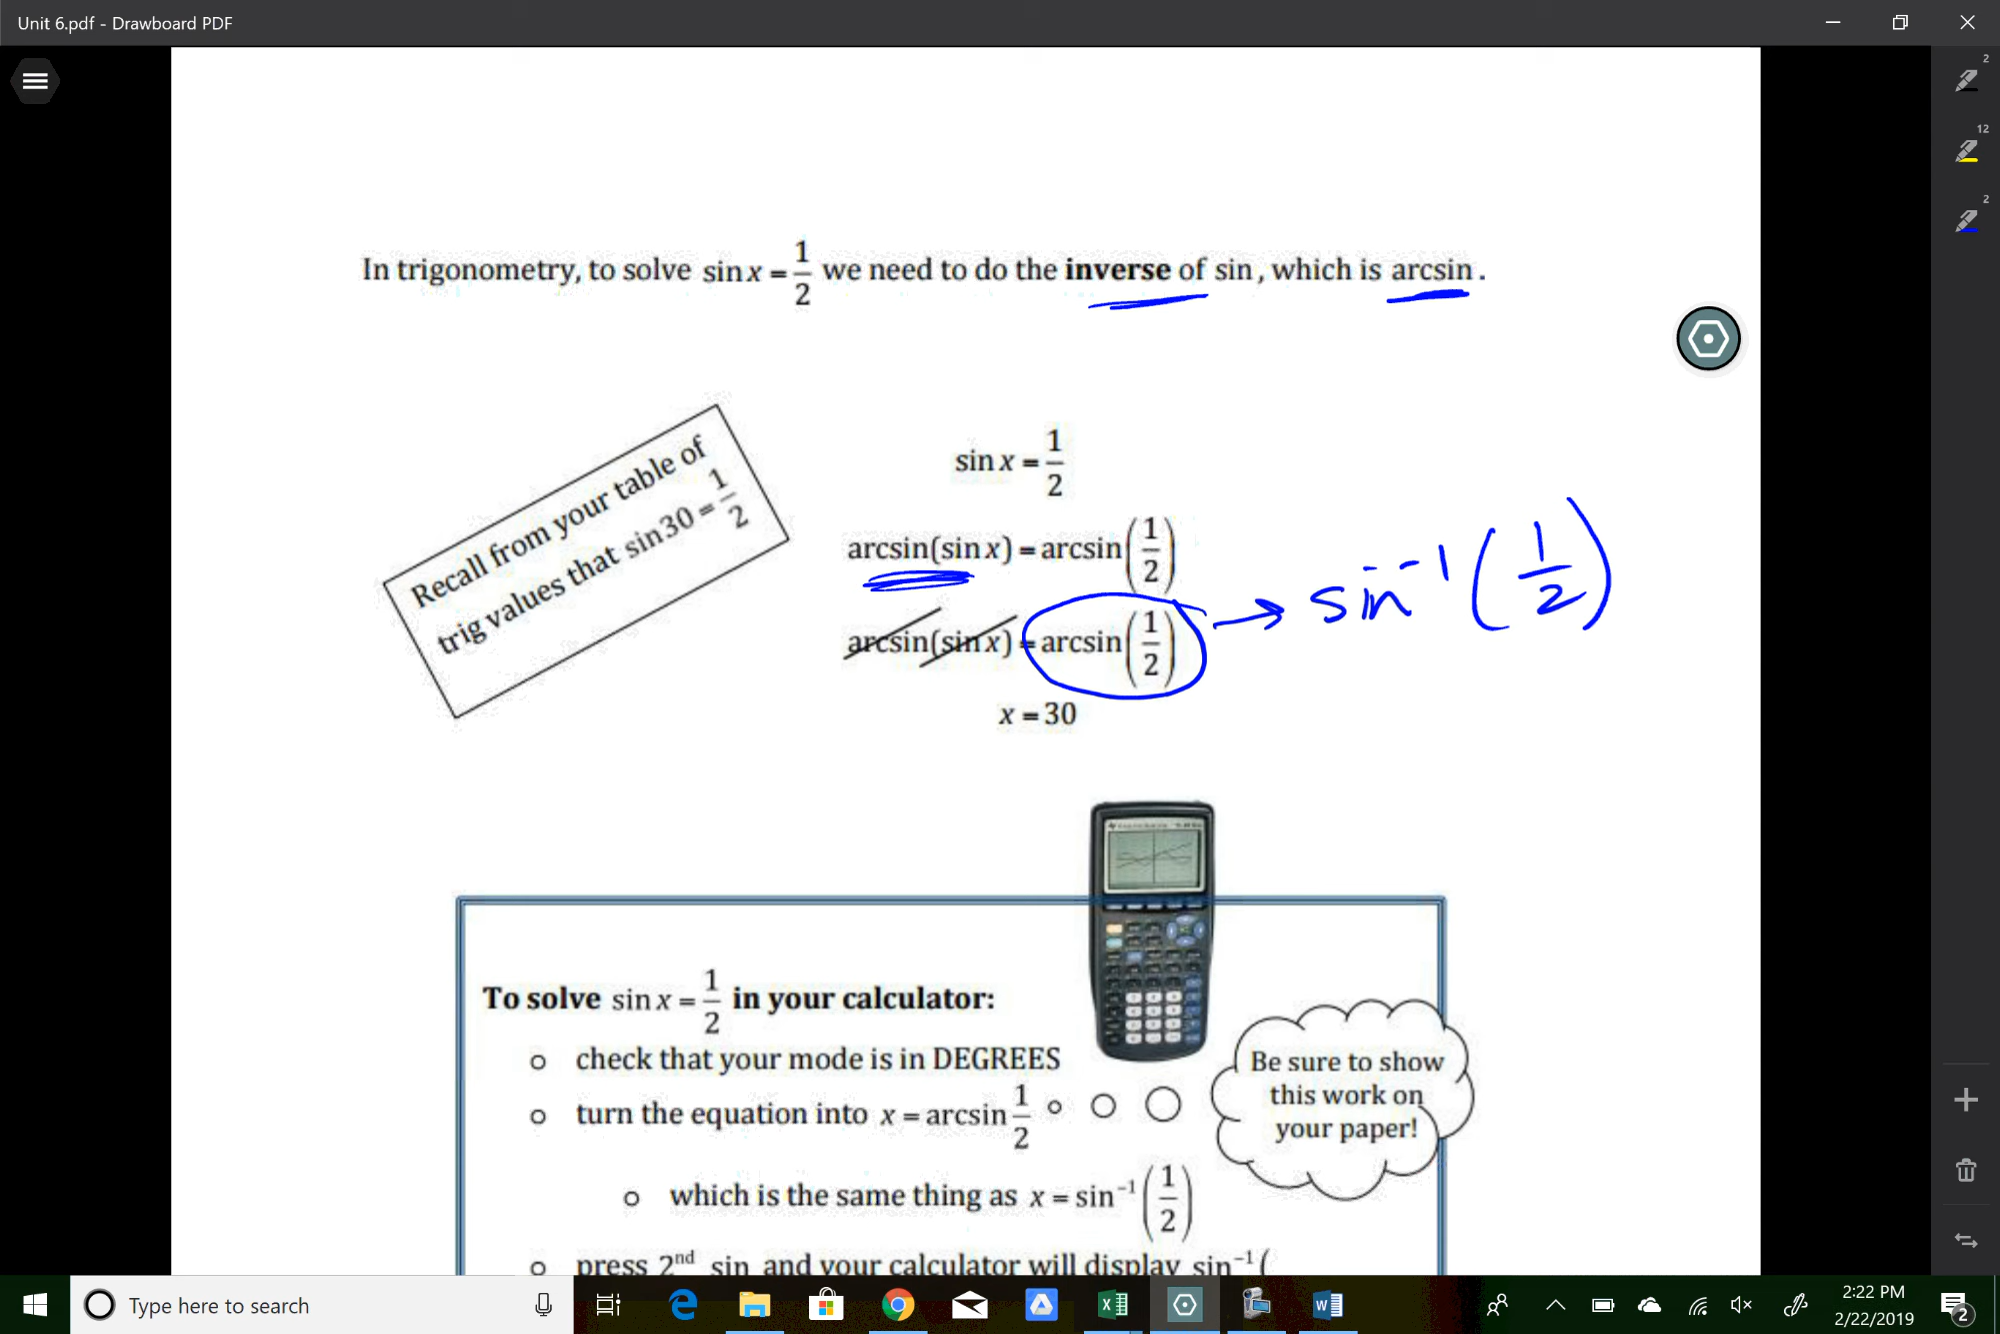 Unit 6.pdf - Drawboard PDF
2
12
2
In trigonometry, to solve sin x = 1/2 we need to do the inverse of sin, which is arcsin.
Recall from your table of
trig values that sin 30 = 1/2
sin x = 1/2
arcsin(sin x) = arcsin(1/2)
arcsin(sin x) = arcsin(1/2) → sin⁻¹(1/2)
x = 30
To solve sin x = 1/2 in your calculator:
o check that your mode is in DEGREES
o turn the equation into x = arcsin 1/2
o which is the same thing as x = sin⁻¹(1/2)
o press 2nd sin and your calculator will display sin⁻¹(
Be sure to show
this work on
your paper!
Type here to search
2:22 PM
2/22/2019
2